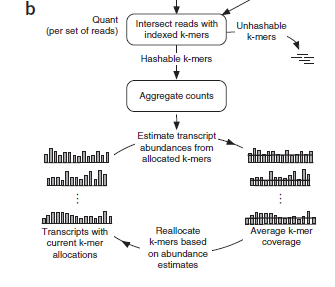 b
Quant
(per set of reads)
Intersect reads with
indexed k-mers
Unhashable
k-mers
Hashable k-mers
Aggregate counts
Estimate transcript
abundances from
allocated k-mers
Transcripts with
current k-mer
allocations
Reallocate
k-mers based
on abundance
estimates
Average k-mer
coverage